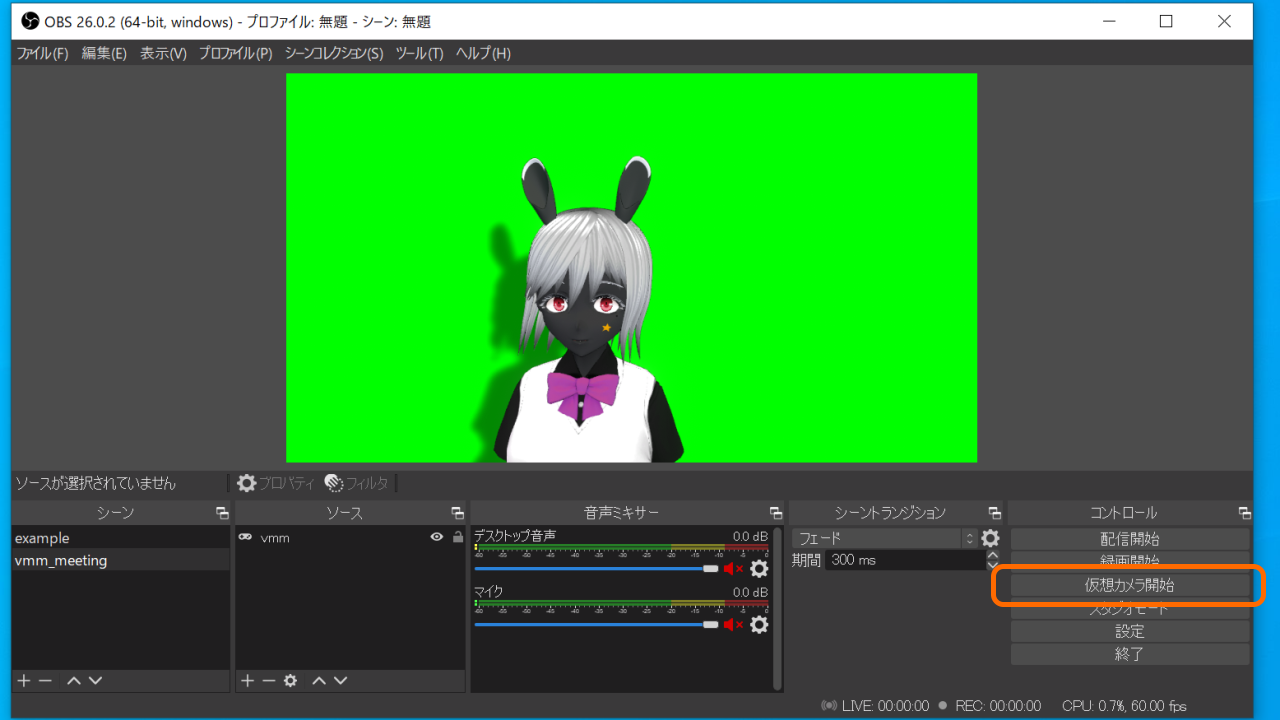 OBS 26.0.2 (64-bit, windows) - プロファイル: 無題 - シーン: 無題
ファイル(F) 編集(E) 表示(V) プロファイル(P) シーンコレクション(S) ツール(T) ヘルプ(H)
ソースが選択されていません プロパティ フィルタ
シーン ソース 音声ミキサー シーントランジション コントロール
example
vmm_meeting
vmm
デスクトップ音声 0.0 dB
-60 -55 -50 -45 -40 -35 -30 -25 -20 -15 -10 -5 0
マイク 0.0 dB
-60 -55 -50 -45 -40 -35 -30 -25 -20 -15 -10 -5 0
フェード
期間 300 ms
配信開始
録画開始
仮想カメラ開始
スタジオモード
設定
終了
LIVE: 00:00:00 REC: 00:00:00 CPU: 0.7%, 60.00 fps